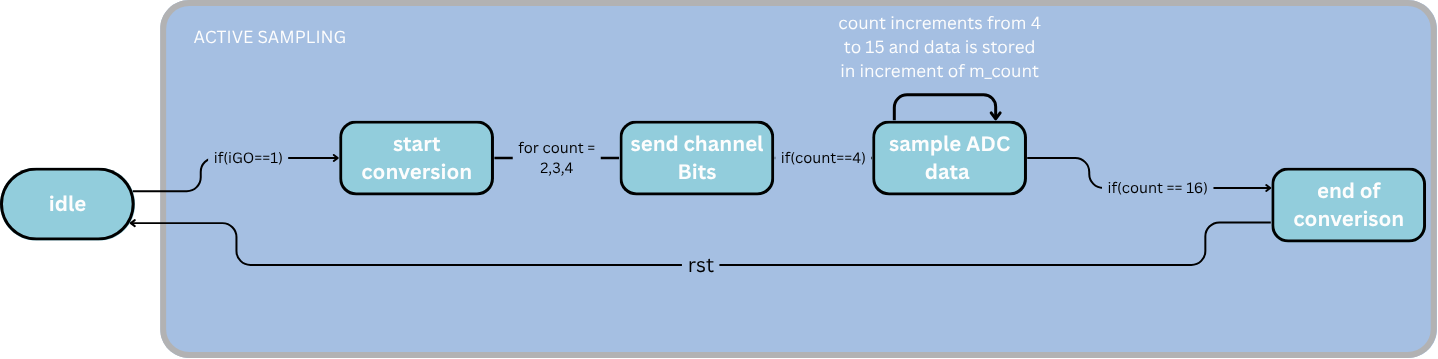 ACTIVE SAMPLING
count increments from 4
to 15 and data is stored
in increment of m_count
idle
if(iGO==1)
start
conversion
for count =
2,3,4
send channel
Bits
if(count==4)
sample ADC
data
if(count == 16)
end of
converison
rst